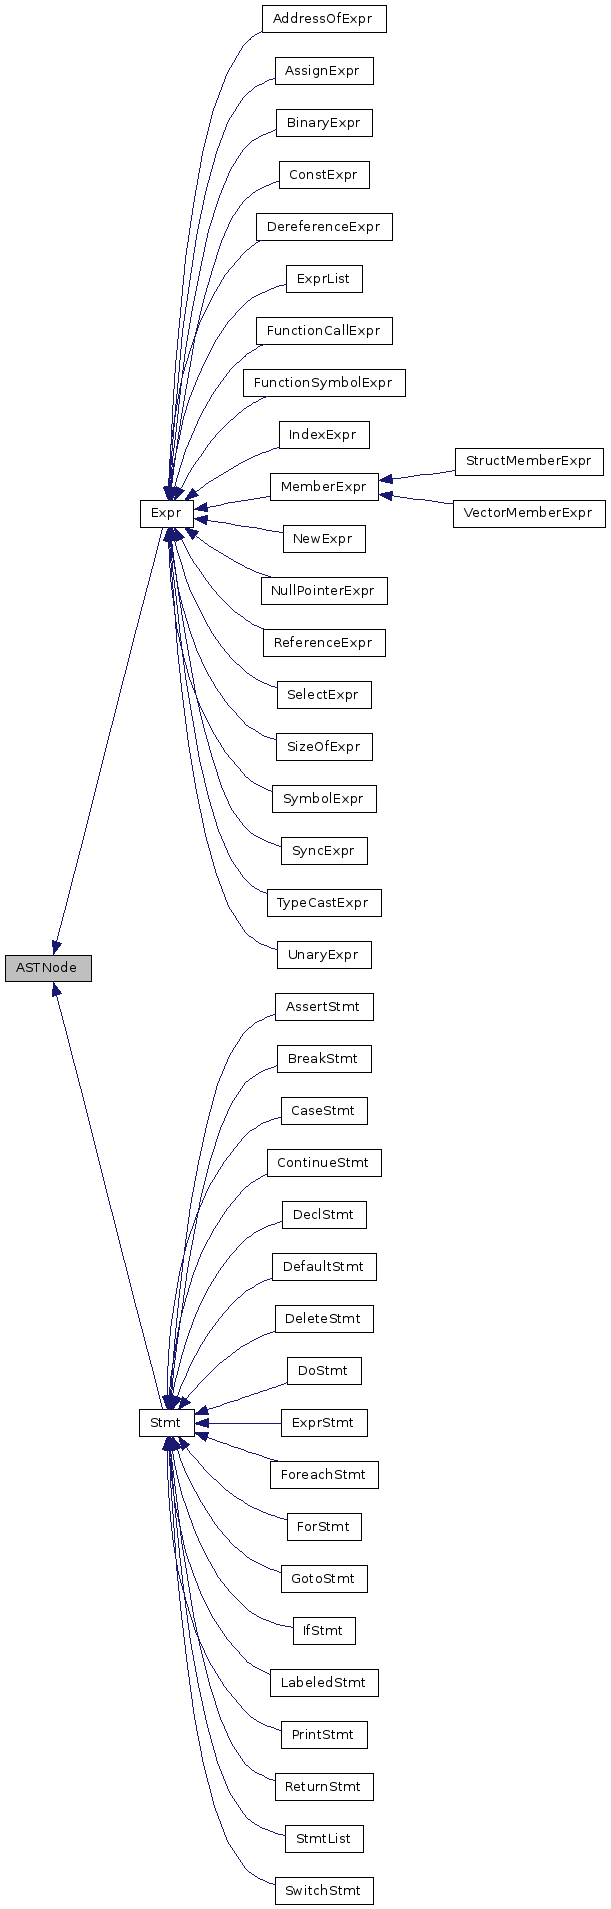 AddressOfExpr
AssignExpr
BinaryExpr
ConstExpr
DereferenceExpr
ExprList
FunctionCallExpr
FunctionSymbolExpr
IndexExpr
StructMemberExpr
MemberExpr
Expr
VectorMemberExpr
NewExpr
NullPointerExpr
ReferenceExpr
SelectExpr
SizeOfExpr
SymbolExpr
SyncExpr
TypeCastExpr
UnaryExpr
ASTNode
AssertStmt
BreakStmt
CaseStmt
ContinueStmt
DeclStmt
DefaultStmt
DeleteStmt
DoStmt
Stmt
ExprStmt
ForeachStmt
ForStmt
GotoStmt
IfStmt
LabeledStmt
PrintStmt
ReturnStmt
StmtList
SwitchStmt